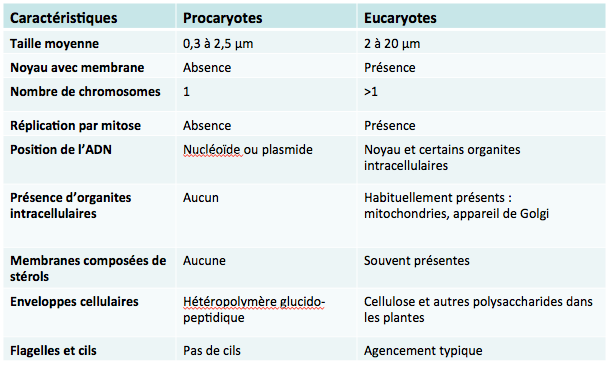 Caractéristiques Procaryotes Eucaryotes
Taille moyenne 0,3 à 2,5 µm 2 à 20 µm
Noyau avec membrane Absence Présence
Nombre de chromosomes 1 >1
Réplication par mitose Absence Présence
Position de l’ADN Nucléoïde ou plasmide Noyau et certains organites
intracellulaires
Présence d’organites Aucun Habituellement présents :
intracellulaires mitochondries, appareil de Golgi
Membranes composées de Aucune Souvent présentes
stérols
Enveloppes cellulaires Hétéropolymère glucido- Cellulose et autres polysaccharides dans
peptidique les plantes
Flagelles et cils Pas de cils Agencement typique